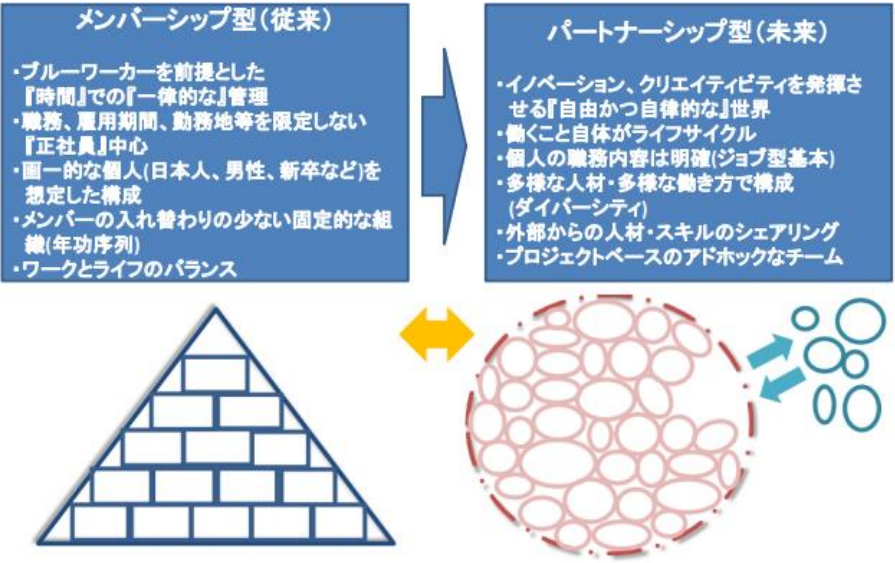 メンバーシップ型(従来)
・ブルーワーカーを前提とした
『時間』での『一律的な』管理
・職務、雇用期間、勤務地等を限定しない
『正社員』中心
・画一的な個人(日本人、男性、新卒など)を
想定した構成
・メンバーの入れ替わりの少ない固定的な組
織(年功序列)
・ワークとライフのバランス
パートナーシップ型(未来)
・イノベーション、クリエイティビティを発揮さ
せる『自由かつ自律的な』世界
・働くこと自体がライフサイクル
・個人の職務内容は明確(ジョブ型基本)
・多様な人材・多様な働き方で構成
(ダイバーシティ)
・外部からの人材・スキルのシェアリング
・プロジェクトベースのアドホックなチーム